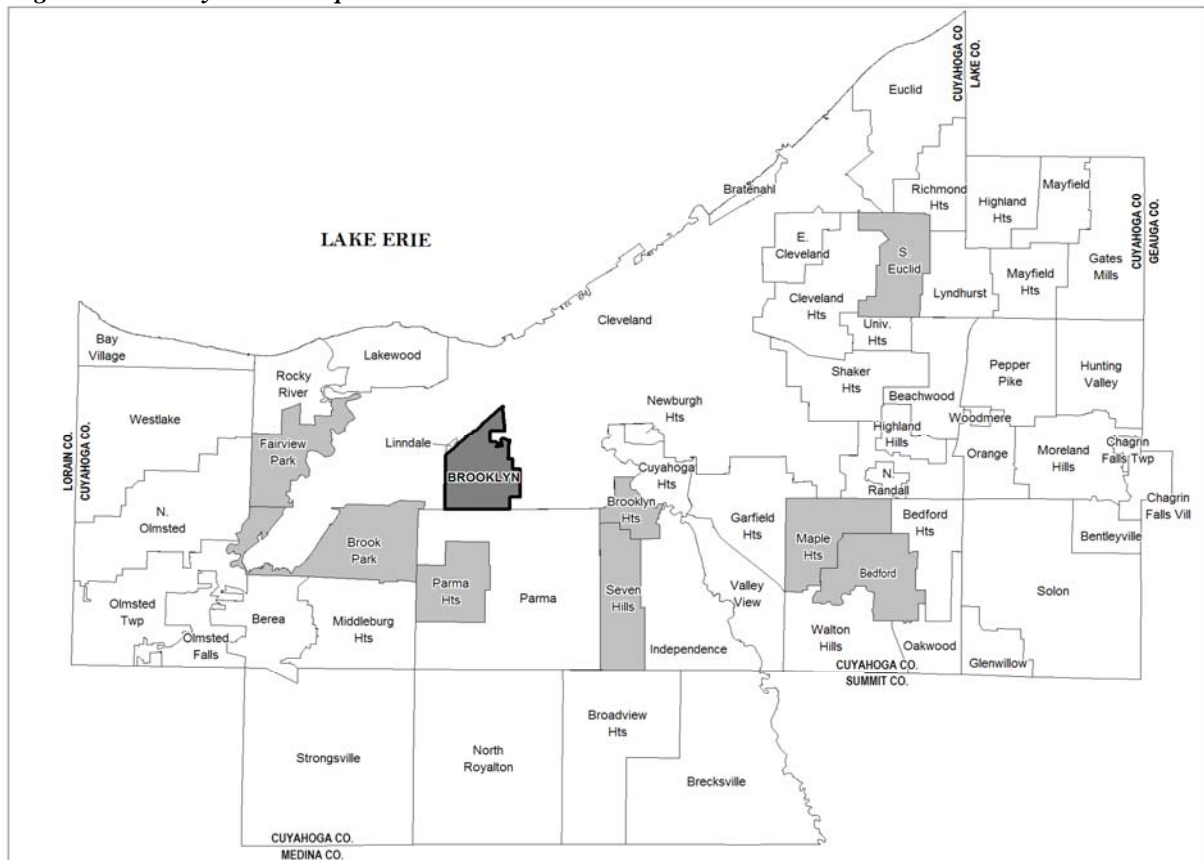 Euclid
CUYAHOGA CO
LAKE CO.
Bratenahl
Richmond
Hts
Highland
Hts
Mayfield
CUYAHOGA CO
GEAUGA CO.
LAKE ERIE
E.
Cleveland
S.
Euclid
Gates
Mills
Mayfield
Hts
Lyndhurst
Cleveland
Hts
Cleveland
Univ.
Hts
Bay
Village
Lakewood
Rocky
River
Shaker
Hts
Pepper
Pike
Hunting
Valley
Beachwood
Westlake
Newburgh
Hts
Woodmere
Highland
Hills
Fairview
Park
Linndale
LORAIN CO.
CUYAHOGA CO.
BROOKLYN
Cuyahoga
Hts
Orange
Moreland
Hills
Chagrin
Falls Twp
N.
Randall
Chagrin
Falls Vill
N.
Olmsted
Brooklyn
Hts
Garfield
Hts
Bedford
Hts
Bentleyville
Brook
Park
Maple
Hts
Bedford
Parma
Hts
Parma
Seven
Hills
Valley
View
Solon
Olmsted
Twp
Berea
Middleburg
Hts
Olmsted
Falls
Independence
Walton
Hills
Oakwood
Glenwillow
CUYAHOGA CO.
SUMMIT CO.
Broadview
Hts
Strongsville
North
Royalton
Brecksville
CUYAHOGA CO.
MEDINA CO.